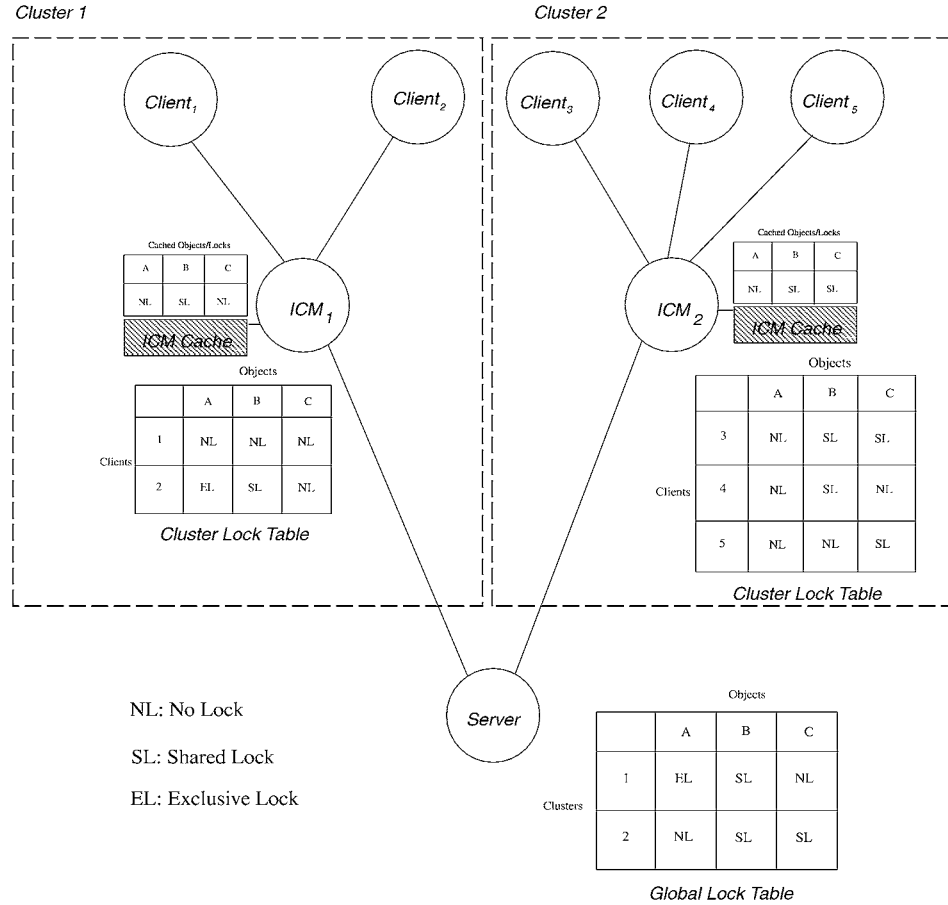 Cluster 1
Cluster 2
Client1
Client2
Client3
Client4
Client5
Cached Objects/Locks
A B C
NL SL NL
ICM Cache
ICM1
Cached Objects/Locks
A B C
NL SL SL
ICM Cache
ICM2
Objects
A B C
1 NL NL NL
Clients
2 EL SL NL
Cluster Lock Table
Objects
A B C
3 NL SL SL
Clients
4 NL SL NL
5 NL NL SL
Cluster Lock Table
NL: No Lock
SL: Shared Lock
EL: Exclusive Lock
Server
Objects
A B C
1 EL SL NL
Clusters
2 NL SL SL
Global Lock Table